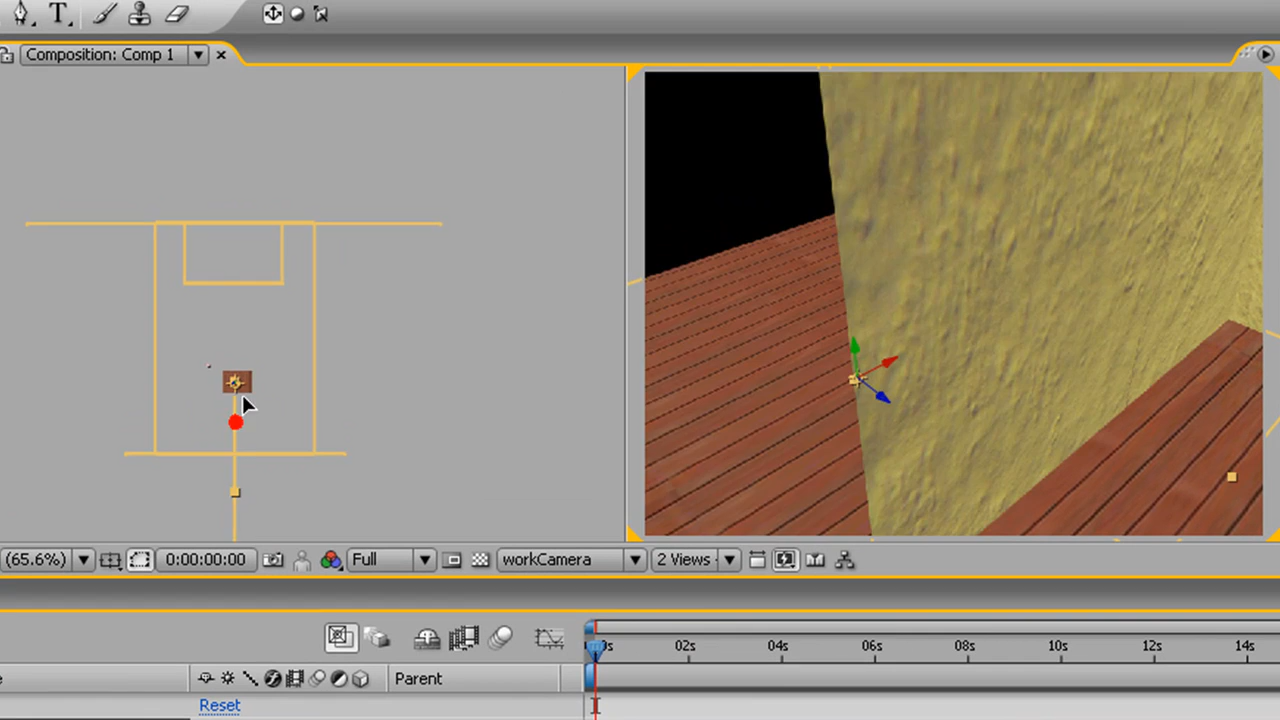 T
Composition: Comp 1
(65.6%) 0:00:00:00 Full workCamera 2 Views
02s 04s 06s 08s 10s 12s 14s
Parent
Reset